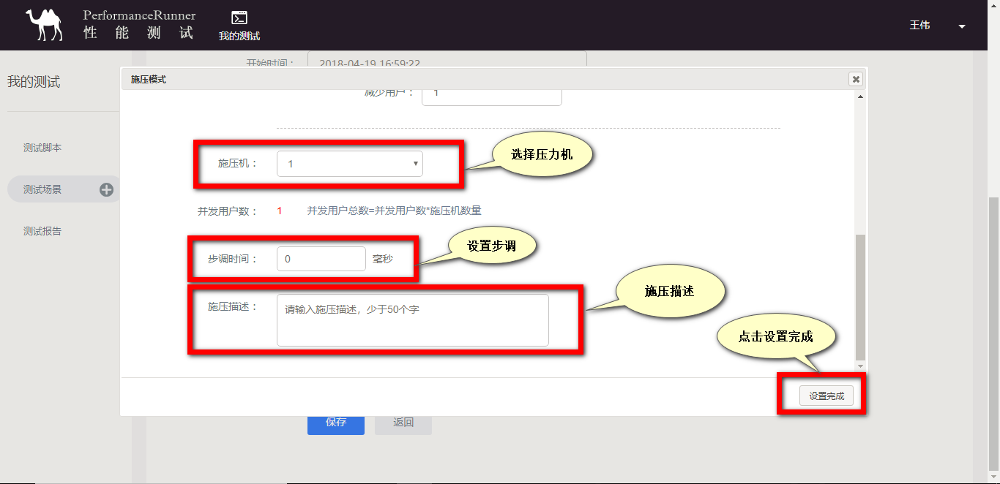 PerformanceRunner
性能测试
我的测试
王伟
我的测试
测试脚本
测试场景
测试报告
开始时间：
2018-04-19 16:59:22
施压模式
减少用户：
1
施压机：
1
选择压力机
并发用户数：
1
并发用户总数=并发用户数*施压机数量
步调时间：
0
毫秒
设置步调
施压描述：
请输入施压描述，少于50个字
施压描述
点击设置完成
设置完成
保存
返回